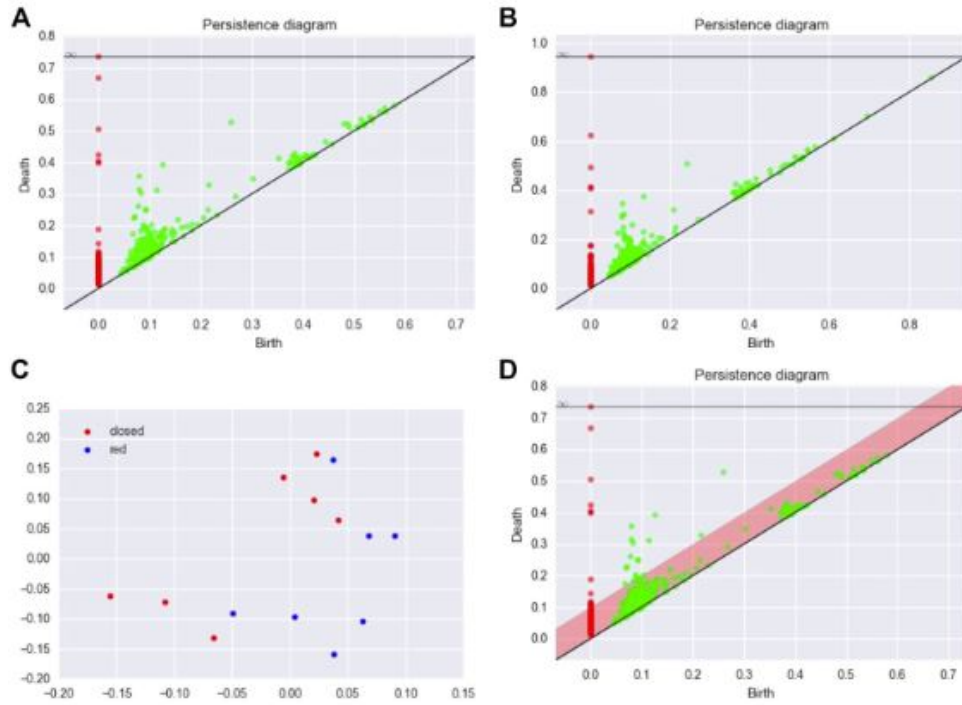 A
Persistence diagram
∞
0.8
0.7
0.6
0.5
0.4
0.3
0.2
0.1
0.0
Death
0.0 0.1 0.2 0.3 0.4 0.5 0.6 0.7
Birth
B
Persistence diagram
∞
1.0
0.8
0.6
0.4
0.2
0.0
Death
0.0 0.2 0.4 0.6 0.8
Birth
C
closed
red
0.25
0.20
0.15
0.10
0.05
0.00
−0.05
−0.10
−0.15
−0.20
−0.20 −0.15 −0.10 −0.05 0.00 0.05 0.10 0.15
D
Persistence diagram
∞
0.8
0.7
0.6
0.5
0.4
0.3
0.2
0.1
0.0
Death
0.0 0.1 0.2 0.3 0.4 0.5 0.6 0.7
Birth